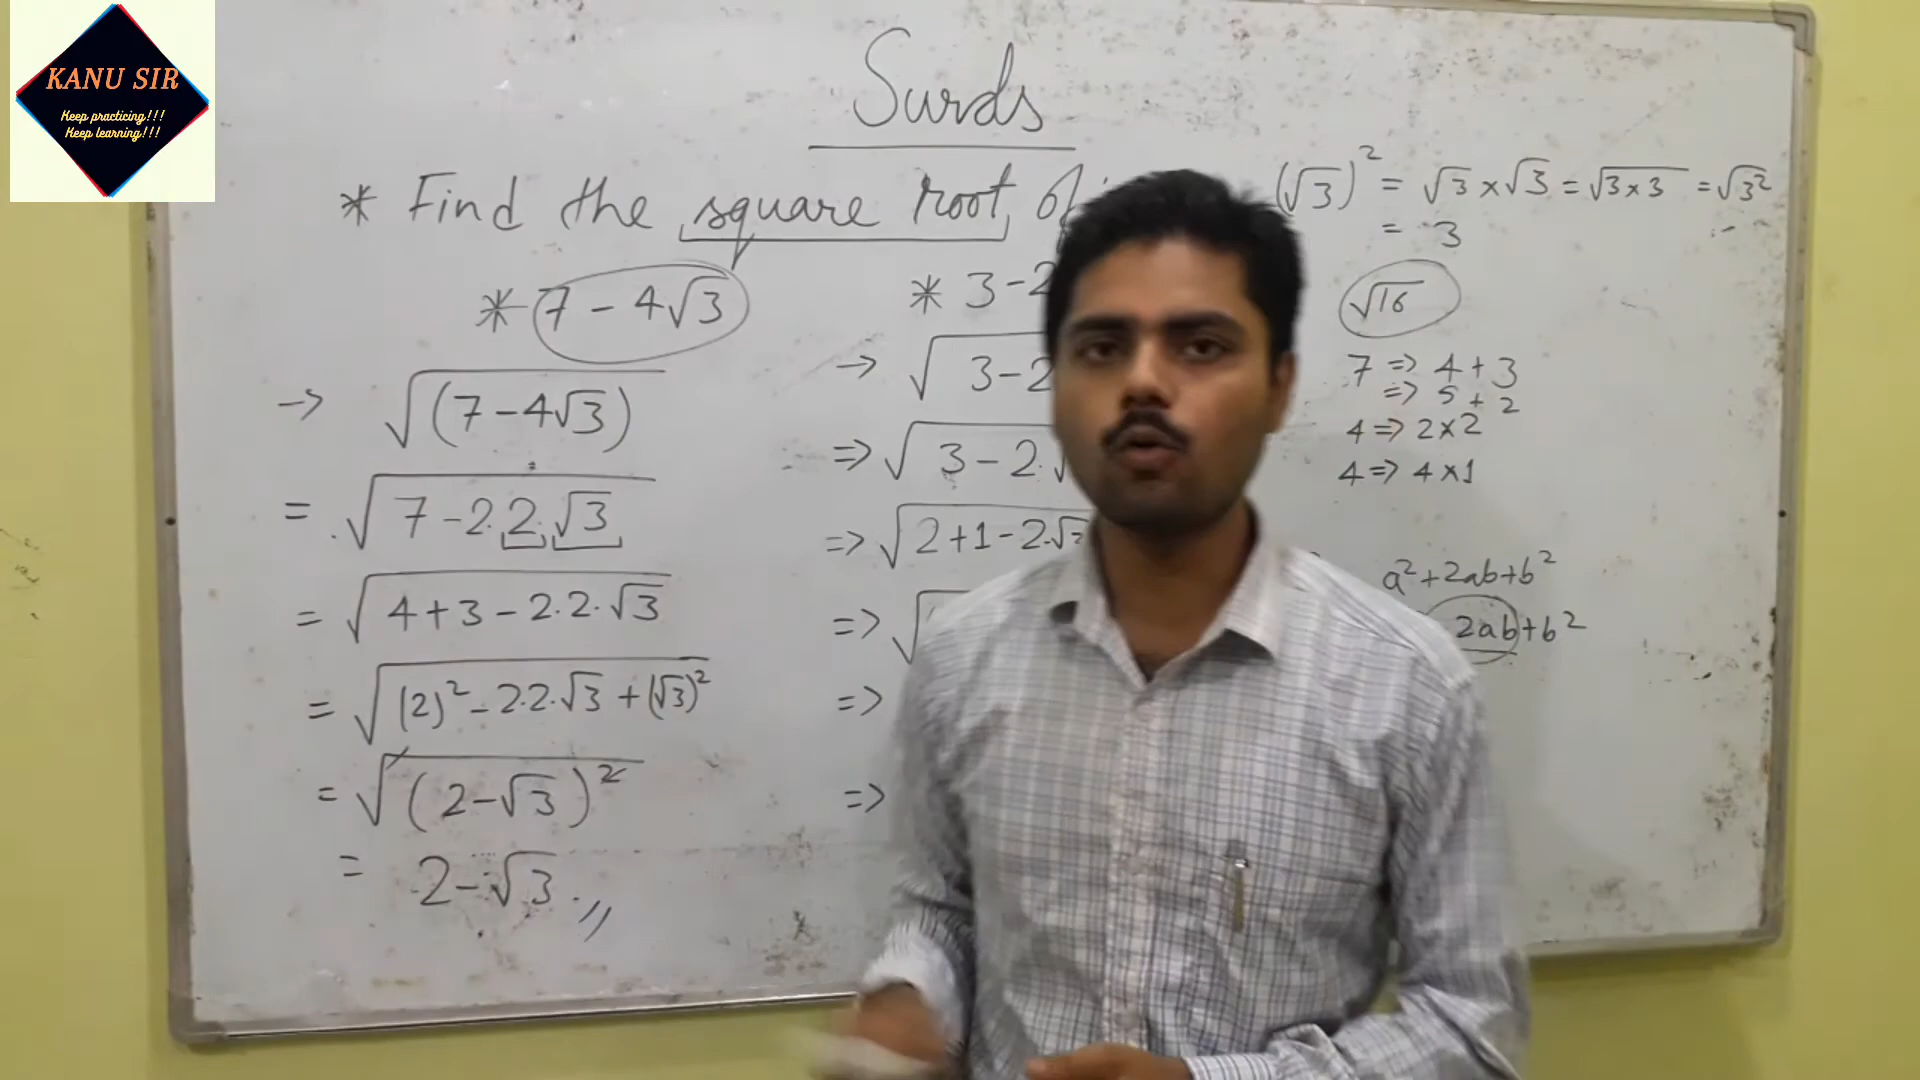 KANU SIR
Keep practicing!!!
Keep learning!!!
Surds
* Find the square root of
* 7 - 4√3
→ √(7 - 4√3)
= √7 - 2.2.√3
= √4 + 3 - 2.2.√3
= √(2)² - 2.2.√3 + (√3)²
= √(2 - √3)²
= 2 - √3.,,
* 3 - 2
→ √3 - 2
=> √3 - 2.√
=> √2 + 1 - 2.√2
=> √
=>
=>
(√3)² = √3 × √3 = √3×3 = √3²
= 3
√16
7 => 4 + 3
=> 5 + 2
4 => 2×2
4 => 4×1
a² + 2ab + b²
2ab + b²